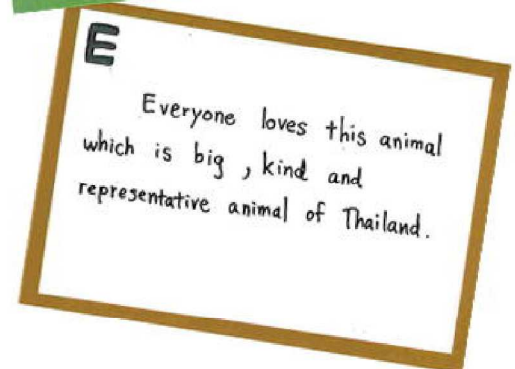 E
Everyone loves this animal
which is big , kind and
representative animal of Thailand.